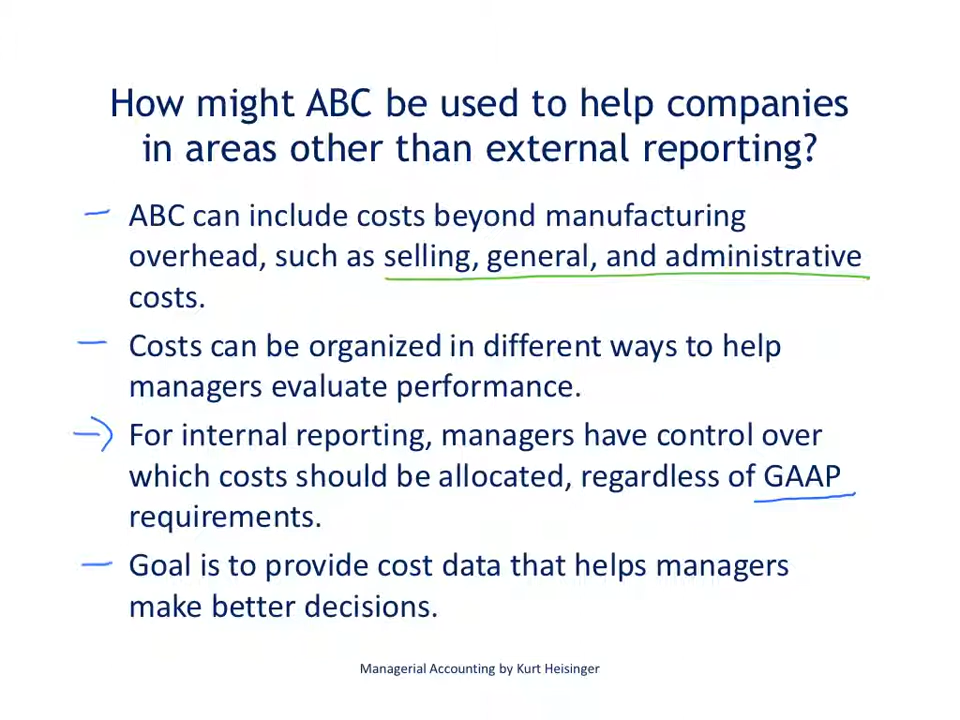 How might ABC be used to help companies
in areas other than external reporting?
ABC can include costs beyond manufacturing
overhead, such as selling, general, and administrative
costs.
Costs can be organized in different ways to help
managers evaluate performance.
For internal reporting, managers have control over
which costs should be allocated, regardless of GAAP
requirements.
Goal is to provide cost data that helps managers
make better decisions.
Managerial Accounting by Kurt Heisinger